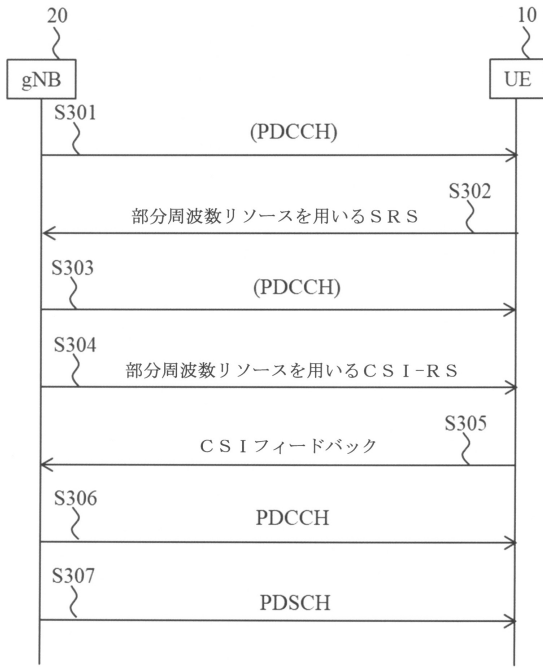 20
10
gNB
UE
S301
(PDCCH)
S302
部分周波数リソースを用いるＳＲＳ
S303
(PDCCH)
S304
部分周波数リソースを用いるＣＳＩ-ＲＳ
S305
ＣＳＩフィードバック
S306
PDCCH
S307
PDSCH